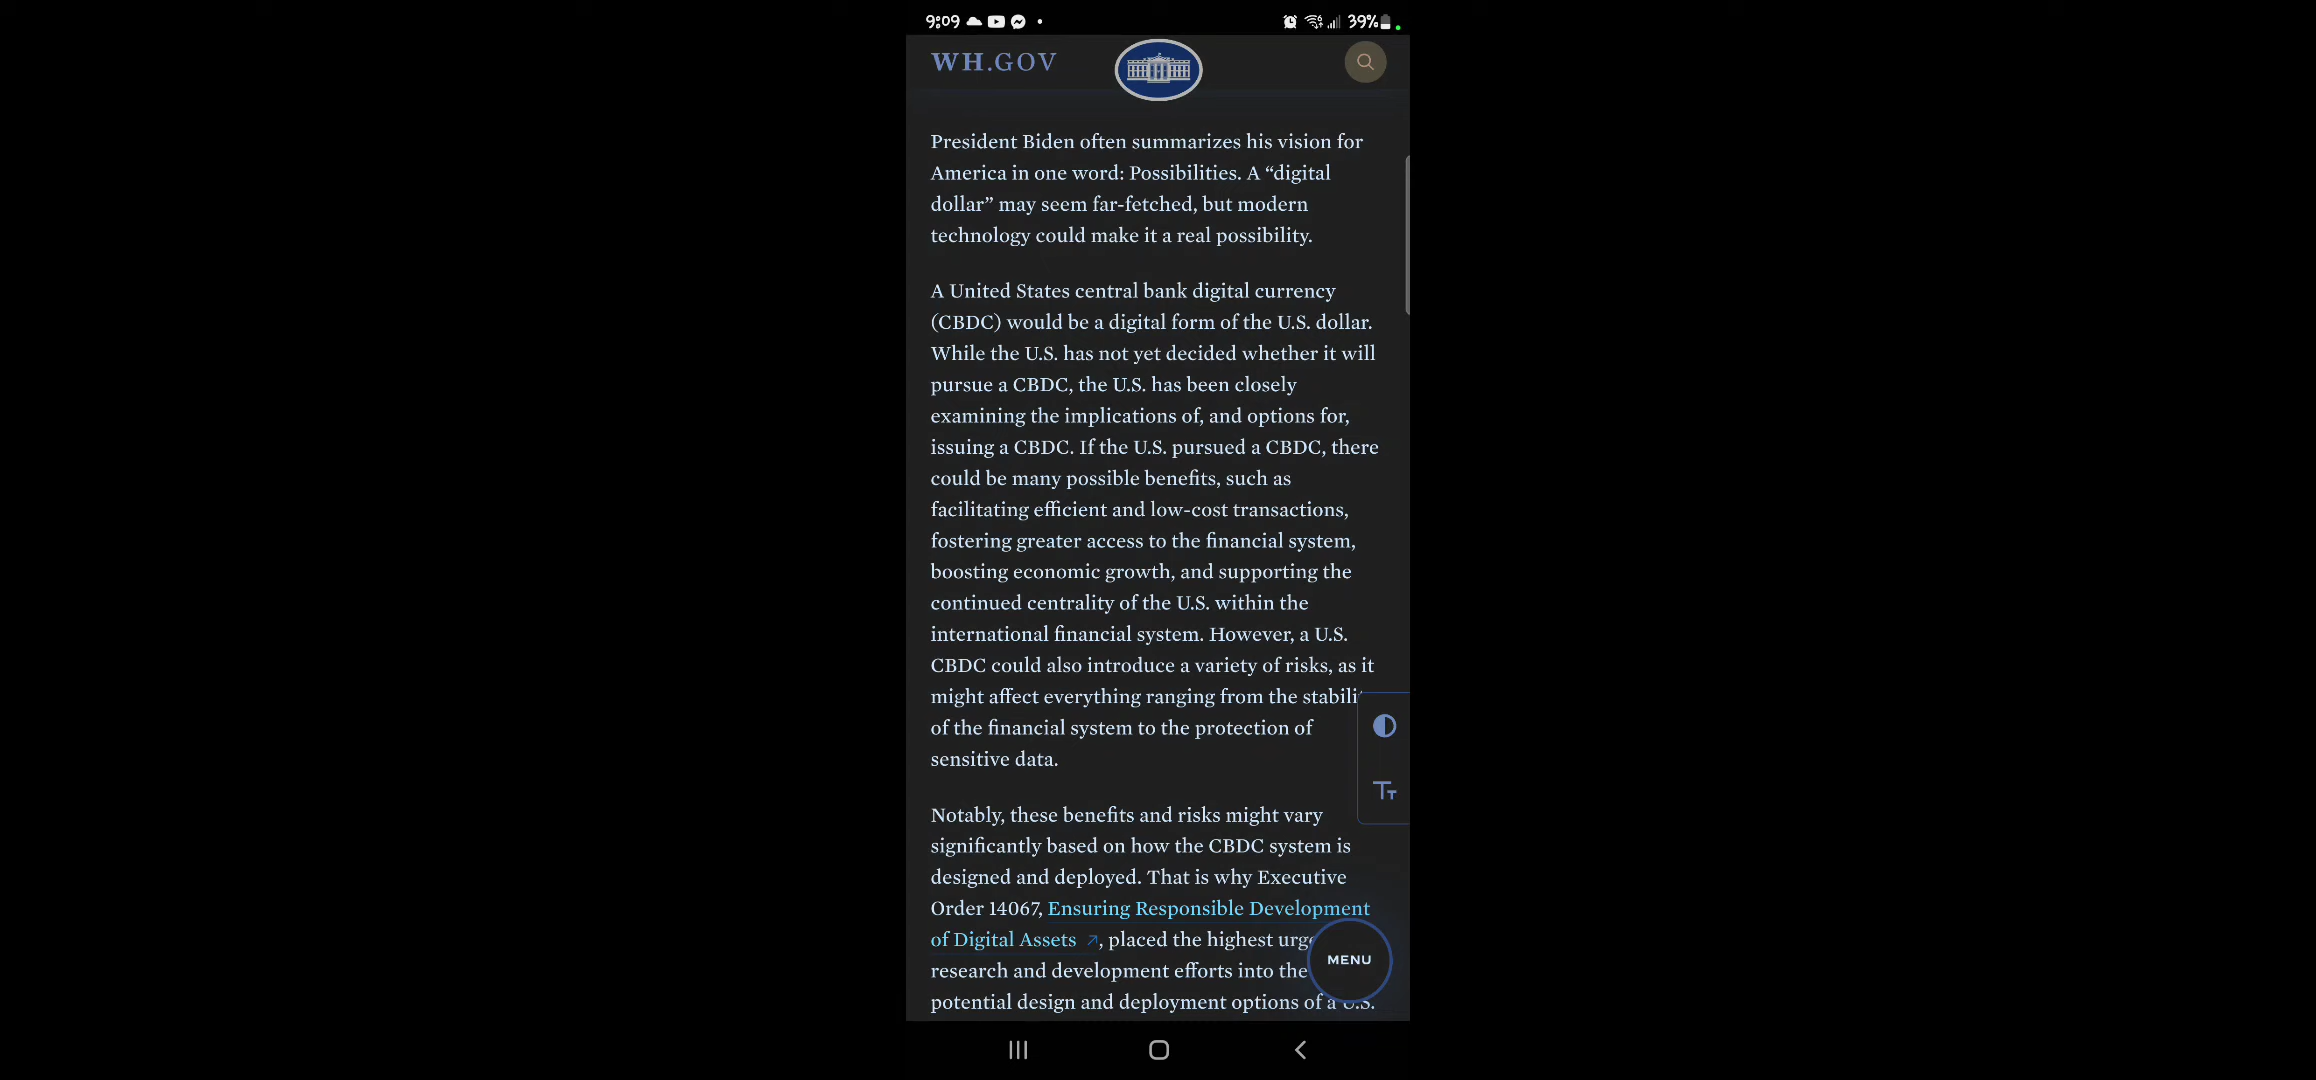 9:09
39%
WH.GOV
President Biden often summarizes his vision for
America in one word: Possibilities. A “digital
dollar” may seem far-fetched, but modern
technology could make it a real possibility.
A United States central bank digital currency
(CBDC) would be a digital form of the U.S. dollar.
While the U.S. has not yet decided whether it will
pursue a CBDC, the U.S. has been closely
examining the implications of, and options for,
issuing a CBDC. If the U.S. pursued a CBDC, there
could be many possible benefits, such as
facilitating efficient and low-cost transactions,
fostering greater access to the financial system,
boosting economic growth, and supporting the
continued centrality of the U.S. within the
international financial system. However, a U.S.
CBDC could also introduce a variety of risks, as it
might affect everything ranging from the stabili
of the financial system to the protection of
sensitive data.
Tт
Notably, these benefits and risks might vary
significantly based on how the CBDC system is
designed and deployed. That is why Executive
Order 14067, Ensuring Responsible Development
of Digital Assets ↗, placed the highest urg
MENU
research and development efforts into the
potential design and deployment options of a U.S.